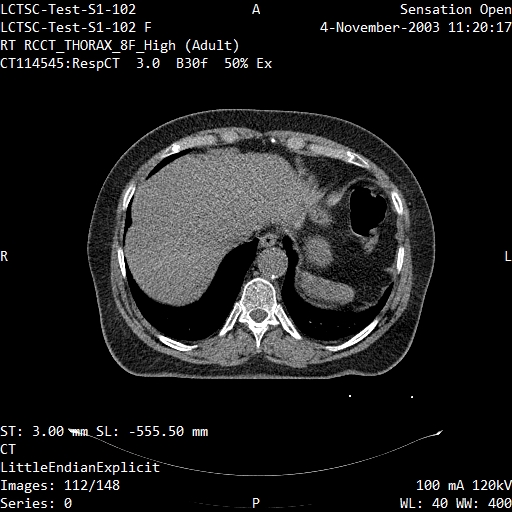 LCTSC-Test-S1-102
A
Sensation Open
LCTSC-Test-S1-102 F
4-November-2003 11:20:17
RT RCCT_THORAX_8F_High (Adult)
CT114545:RespCT 3.0 B30f 50% Ex
R
L
ST: 3.00 mm SL: -555.50 mm
CT
LittleEndianExplicit
Images: 112/148
100 mA 120kV
Series: 0
P
WL: 40 WW: 400